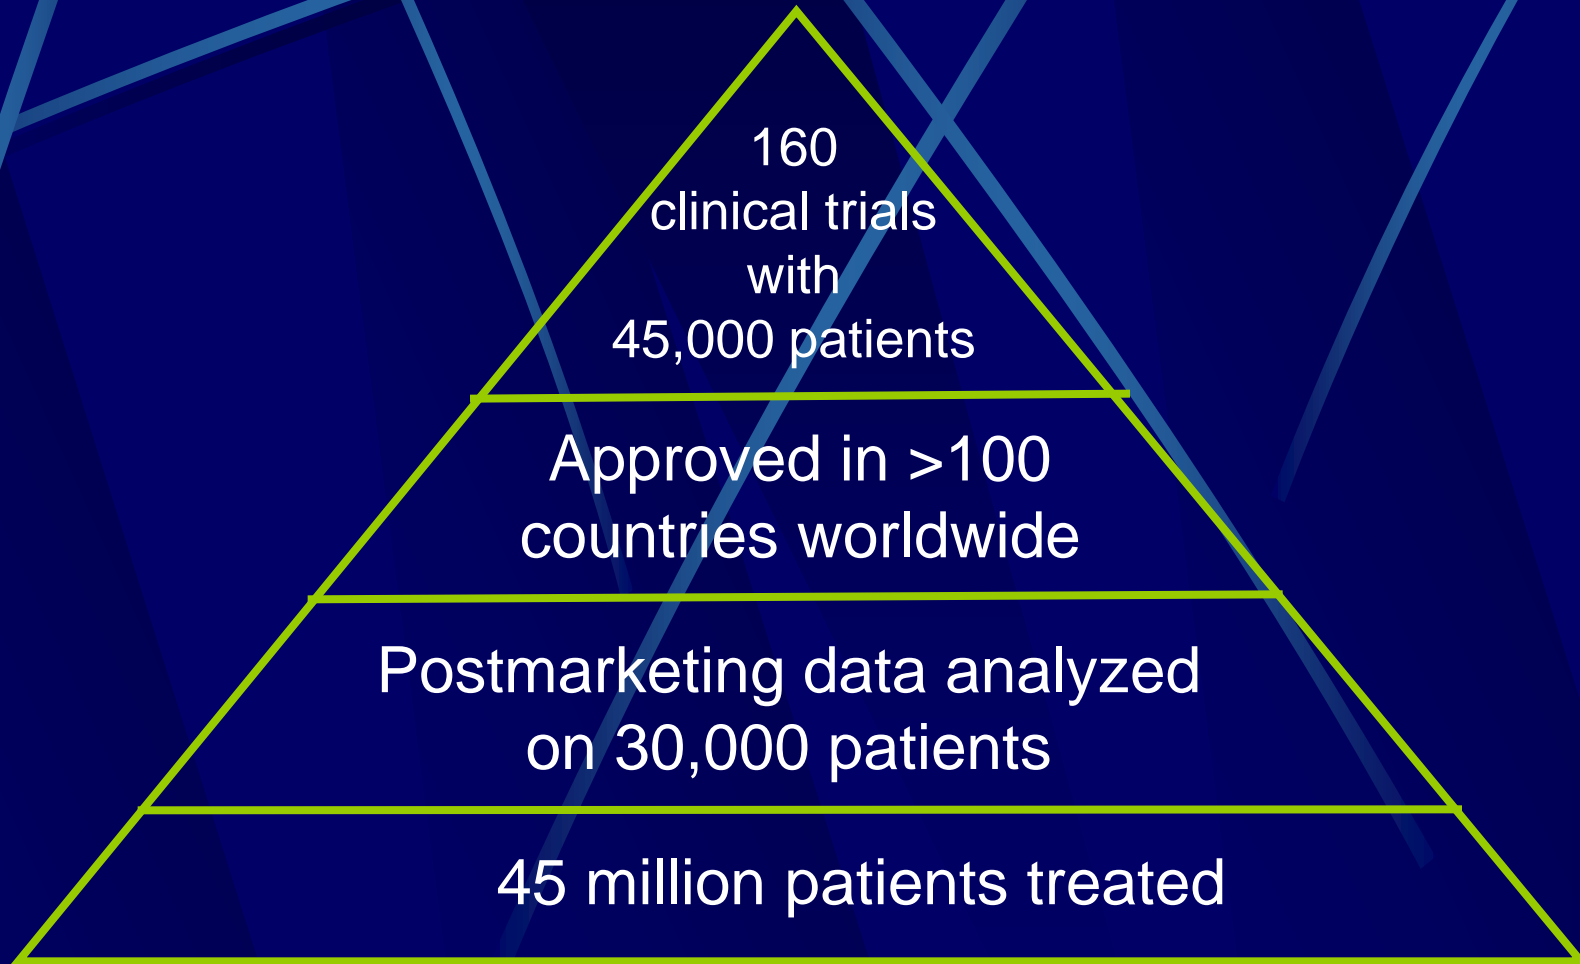 160
clinical trials
with
45,000 patients
Approved in >100
countries worldwide
Postmarketing data analyzed
on 30,000 patients
45 million patients treated